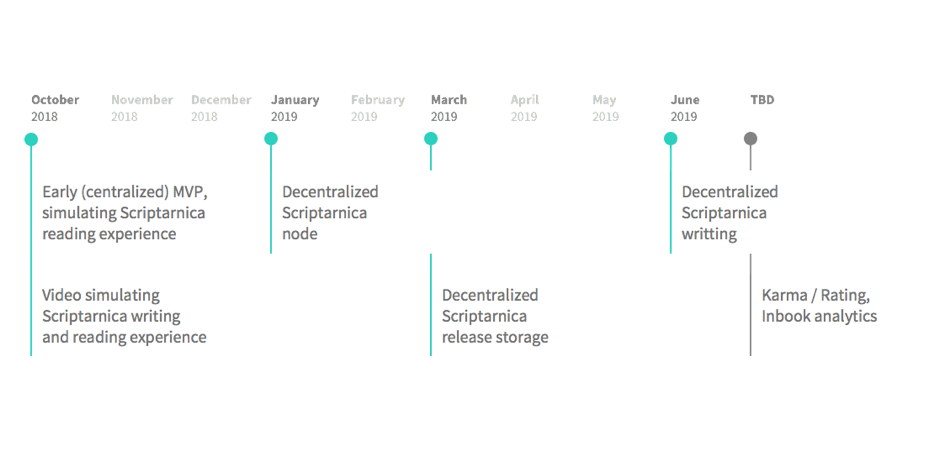 October
2018
November
2018
December
2018
January
2019
February
2019
March
2019
April
2019
May
2019
June
2019
TBD
Early (centralized) MVP,
simulating Scriptarnica
reading experience
Video simulating
Scriptarnica writing
and reading experience
Decentralized
Scriptarnica
node
Decentralized
Scriptarnica
release storage
Decentralized
Scriptarnica
writting
Karma / Rating,
Inbook analytics